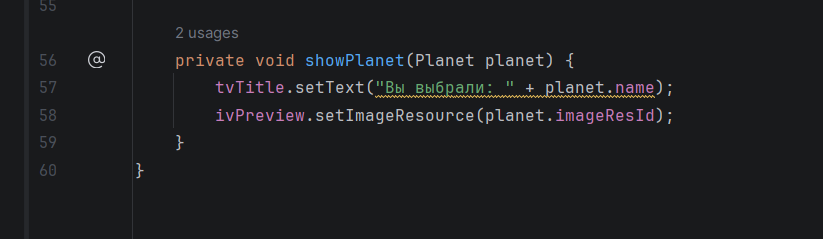 55
2 usages
56 @ private void showPlanet(Planet planet) {
57 tvTitle.setText("Вы выбрали: " + planet.name);
58 ivPreview.setImageResource(planet.imageResId);
59 }
60 }